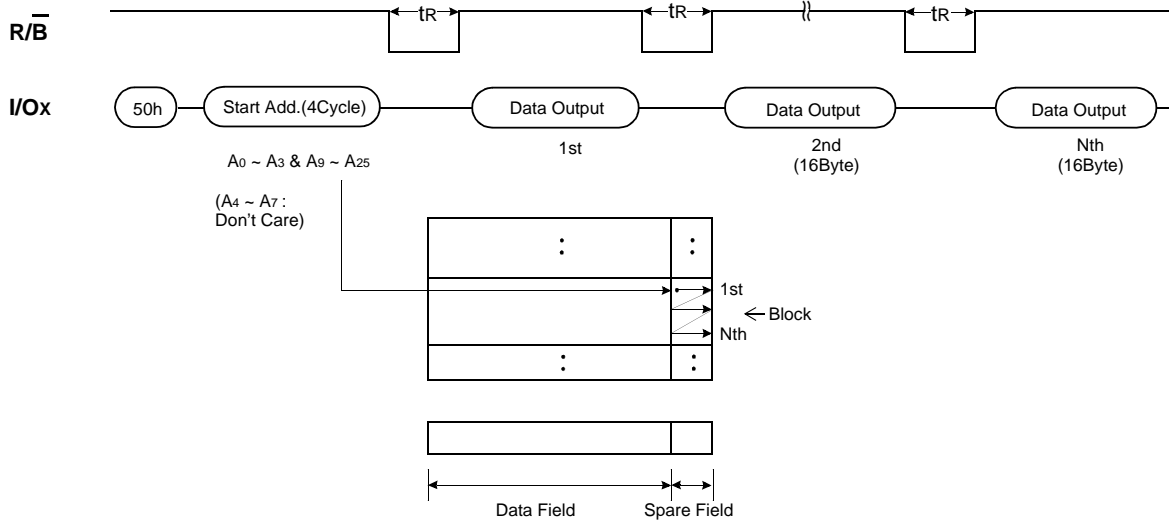 R/B̅ tR tR tR
I/Ox 50h Start Add.(4Cycle) Data Output Data Output Data Output
1st 2nd Nth
(16Byte) (16Byte)
A0 ~ A3 & A9 ~ A25
(A4 ~ A7 :
Don't Care)
1st
Block
Nth
Data Field Spare Field